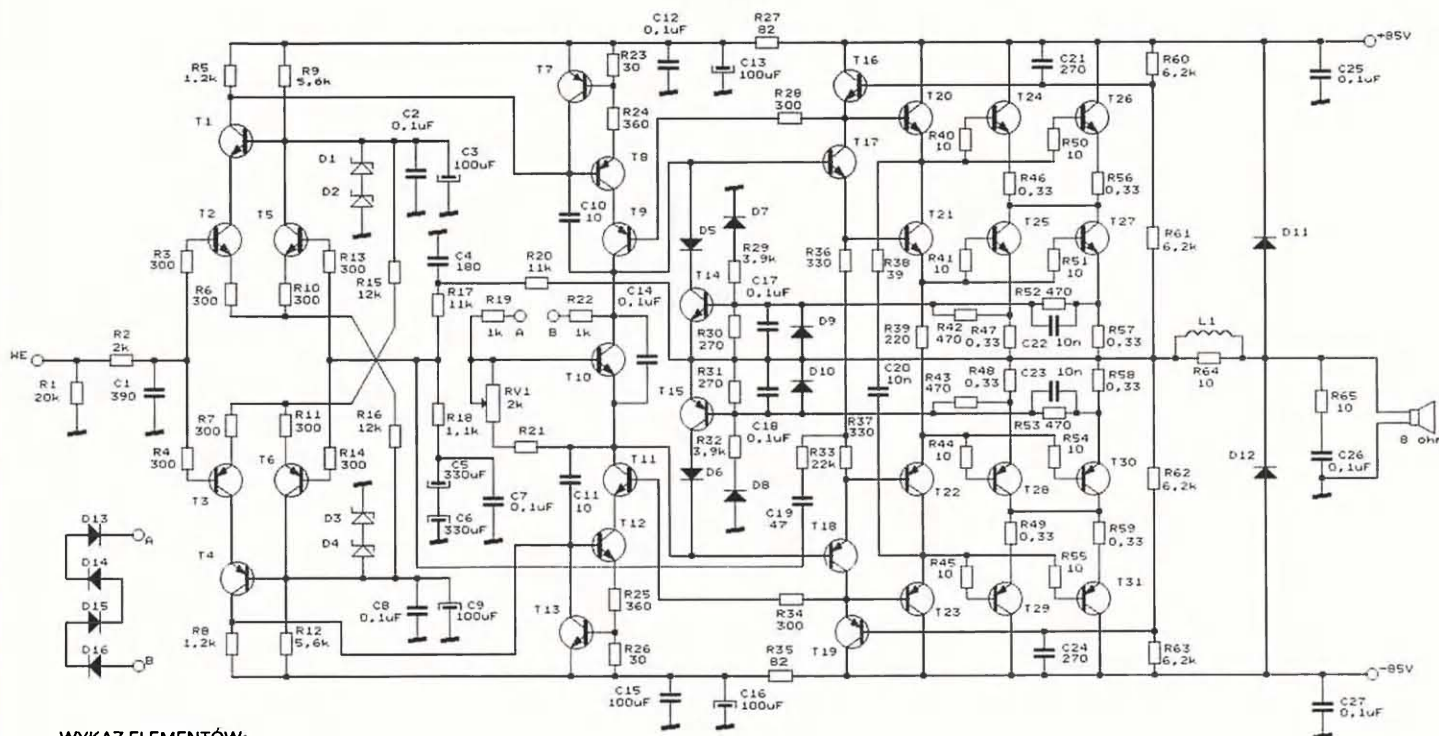 C12
0,1uF
R27
82
+85V
R5
1,2k
R9
5,6k
T7
R23
30
C13
100uF
T16
C21
270
R60
6,2k
C25
0,1uF
R24
360
R28
300
T20
T24
T26
T1
C2
0,1uF
C3
100uF
D1
D2
T8
T17
R40
10
R50
10
R46
0,33
R56
0,33
C10
10
T9
D7
D5
T2
T5
R3
300
R13
300
C4
180
R20
11k
R29
3,9k
R36
330
T21
T25
T27
R61
6,2k
D11
R38
39
R41
10
R51
10
R6
300
R10
300
R15
12k
R17
11k
R19
1k
A
B
R22
1k
C14
0,1uF
T14
C17
0,1uF
R52
470
R30
270
D9
R39
220
R42
470
R47
0,33
C22
10n
R57
0,33
L1
WE
R2
2k
T10
R64
10
R1
20k
C1
390
R31
270
D10
C20
10n
R43
470
R48
0,33
C23
10n
R58
0,33
RV1
2k
T15
R7
300
R11
300
R16
12k
R18
1,1k
R21
C18
0,1uF
R37
330
R53
470
R54
10
R65
10
8 ohm
R4
300
R14
300
T6
T3
C5
330uF
T11
R32
3,9k
D6
R33
22k
R44
10
T22
T28
T30
R62
6,2k
D12
C26
0,1uF
C7
0,1uF
C11
10
D8
C6
330uF
D3
D4
T12
C19
47
T18
R49
0,33
R59
0,33
D13
A
D14
D15
D16
B
T4
R25
360
R45
10
R55
10
C8
0,1uF
C9
100uF
T13
R34
300
T23
T29
T31
R8
1,2k
R12
5,6k
R26
30
R35
82
T19
C24
270
R63
6,2k
-85V
C15
100uF
C16
100uF
C27
0,1uF
WYKAZ ELEMENTÓW: